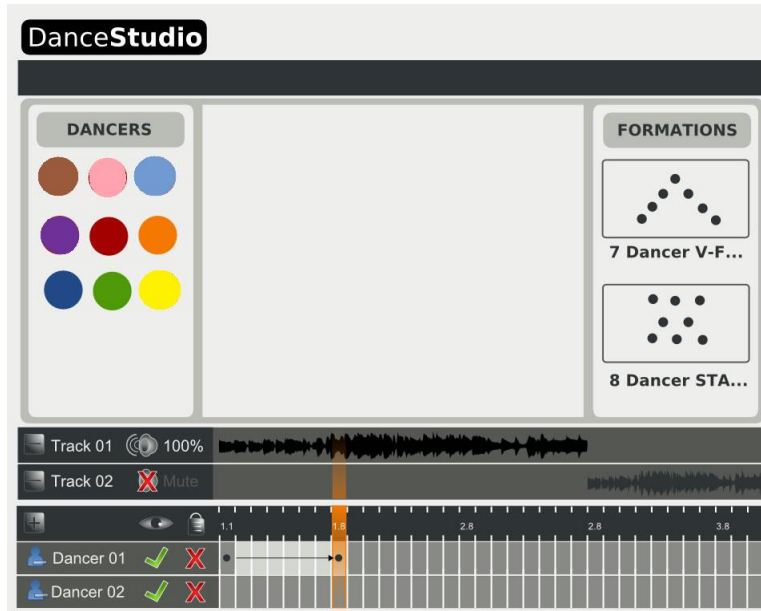 DanceStudio
DANCERS
FORMATIONS
7 Dancer V-F...
8 Dancer STA...
Track 01 100%
Track 02 Mute
1.1 1.8 2.8 2.8 3.8
Dancer 01
Dancer 02